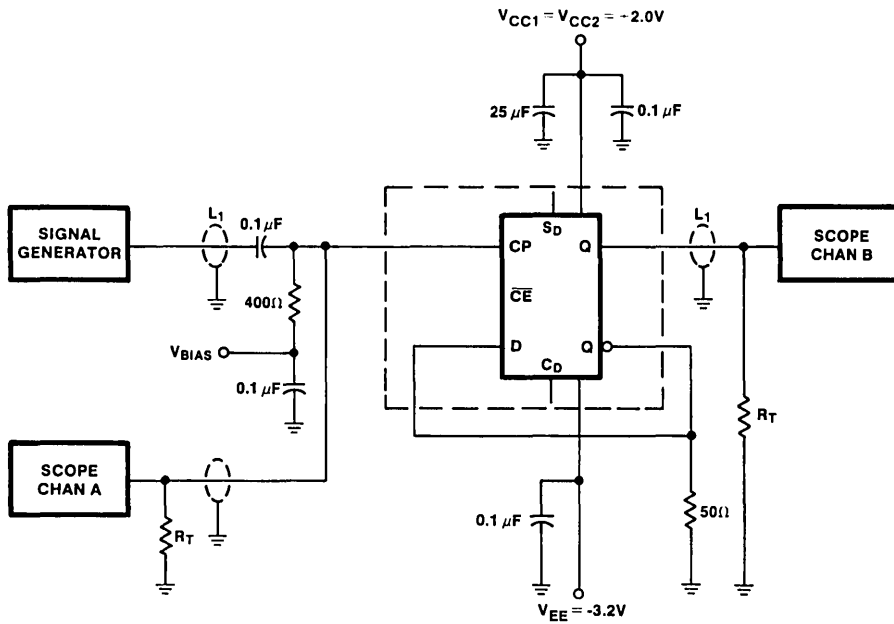 VCC1 = VCC2 = -2.0V
25 µF
0.1 µF
L1
0.1 µF
SIGNAL
GENERATOR
SD
CP
Q
L1
SCOPE
CHAN B
CE
400Ω
VBIAS
D
Q
CD
0.1 µF
RT
SCOPE
CHAN A
RT
0.1 µF
50Ω
VEE = -3.2V